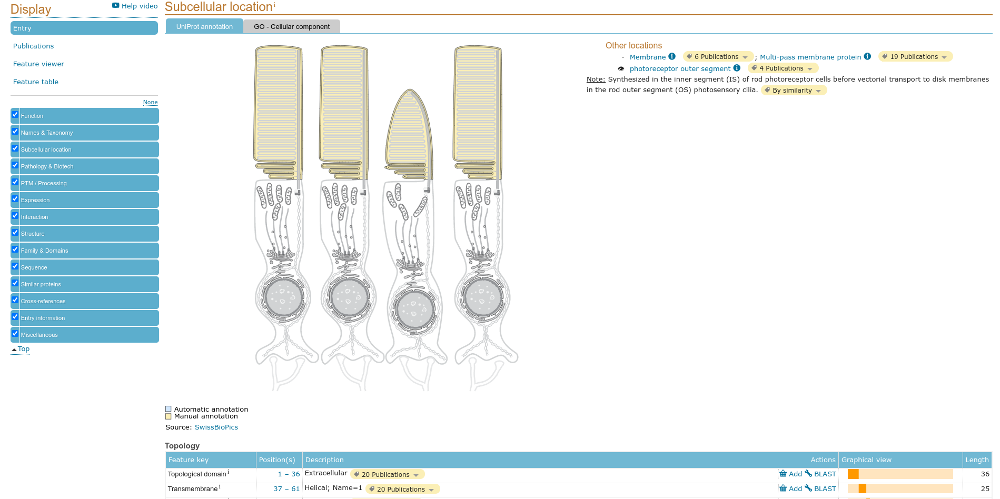 Display
Help video
Entry
Publications
Feature viewer
Feature table
None
Function
Names & Taxonomy
Subcellular location
Pathology & Biotech
PTM / Processing
Expression
Interaction
Structure
Family & Domains
Sequence
Similar proteins
Cross-references
Entry information
Miscellaneous
Top
Subcellular location i
UniProt annotation GO - Cellular component
Other locations
- Membrane i 6 Publications ; Multi-pass membrane protein i 19 Publications
photoreceptor outer segment i 4 Publications
Note: Synthesized in the inner segment (IS) of rod photoreceptor cells before vectorial transport to disk membranes
in the rod outer segment (OS) photosensory cilia. By similarity
Automatic annotation
Manual annotation
Source: SwissBioPics
Topology
Feature key Position(s) Description Actions Graphical view Length
Topological domain i 1 – 36 Extracellular 20 Publications Add BLAST 36
Transmembrane i 37 – 61 Helical; Name=1 20 Publications Add BLAST 25